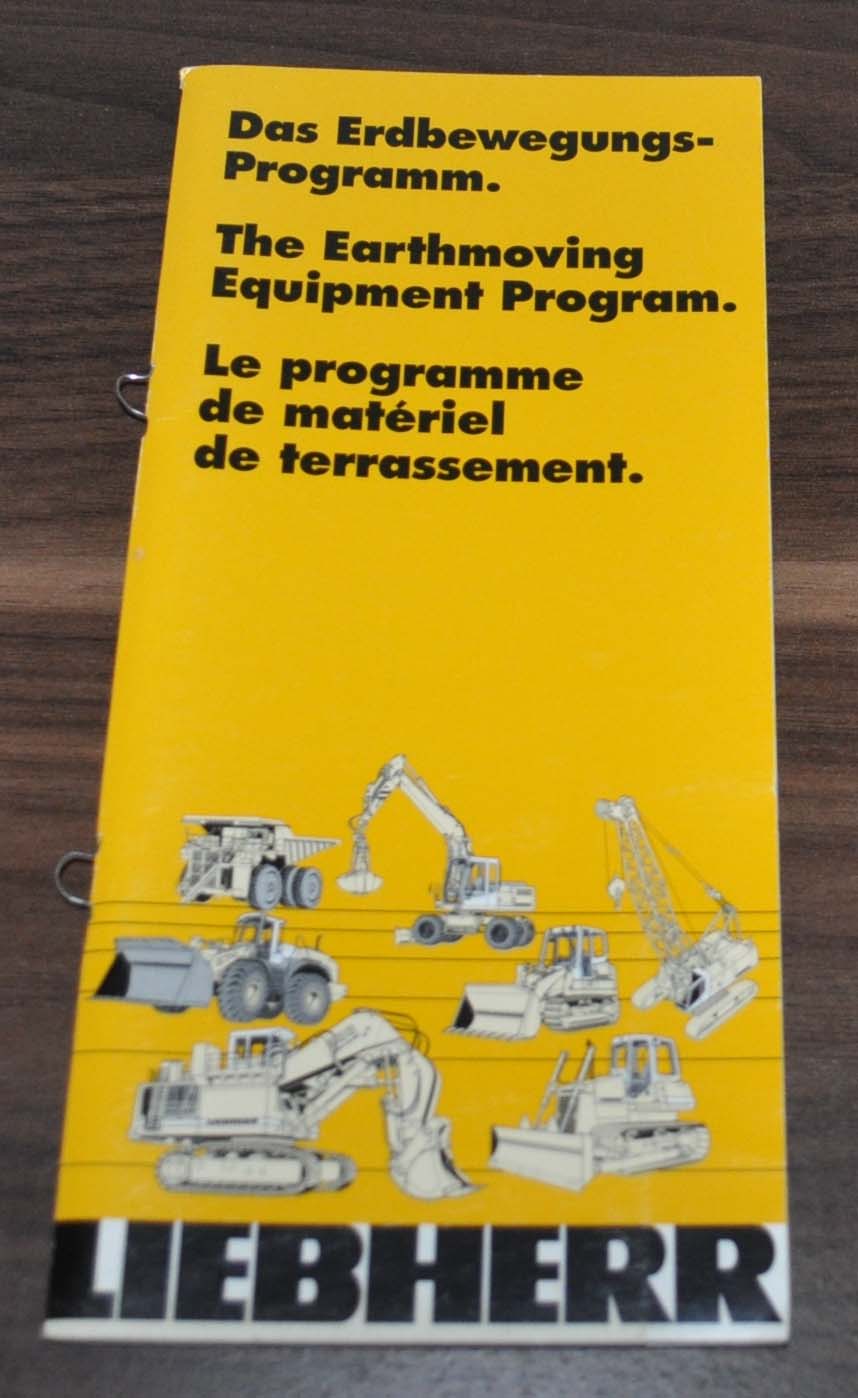 Das Erdbewegungs-
Programm.
The Earthmoving
Equipment Program.
Le programme
de matériel
de terrassement.
LIEBHERR